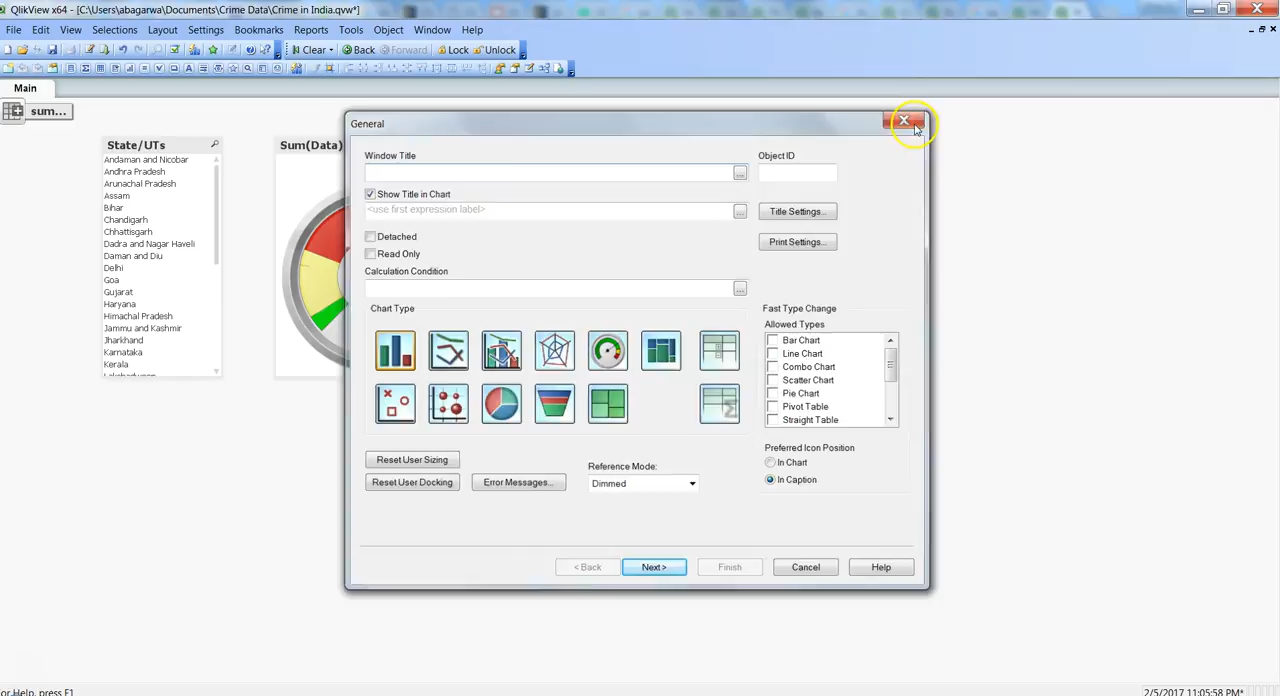 QlikView x64 - [C:\Users\abagarwa\Documents\Crime Data\Crime in India.qvw*]
File Edit View Selections Layout Settings Bookmarks Reports Tools Object Window Help
Clear Back Forward Lock Unlock
Main
sum...
State/UTs
Andaman and Nicobar
Andhra Pradesh
Arunachal Pradesh
Assam
Bihar
Chandigarh
Chhattisgarh
Dadra and Nagar Haveli
Daman and Diu
Delhi
Goa
Gujarat
Haryana
Himachal Pradesh
Jammu and Kashmir
Jharkhand
Karnataka
Kerala
Sum(Data)
General
Window Title
Object ID
...
Show Title in Chart
<use first expression label>
...
Title Settings...
Detached
Read Only
Print Settings...
Calculation Condition
...
Chart Type
Fast Type Change
Allowed Types
Bar Chart
Line Chart
Combo Chart
Scatter Chart
Pie Chart
Pivot Table
Straight Table
Preferred Icon Position
In Chart
In Caption
Reset User Sizing
Reset User Docking
Error Messages...
Reference Mode:
Dimmed
< Back
Next >
Finish
Cancel
Help
or Help, press F1
2/5/2017 11:05:58 PM*